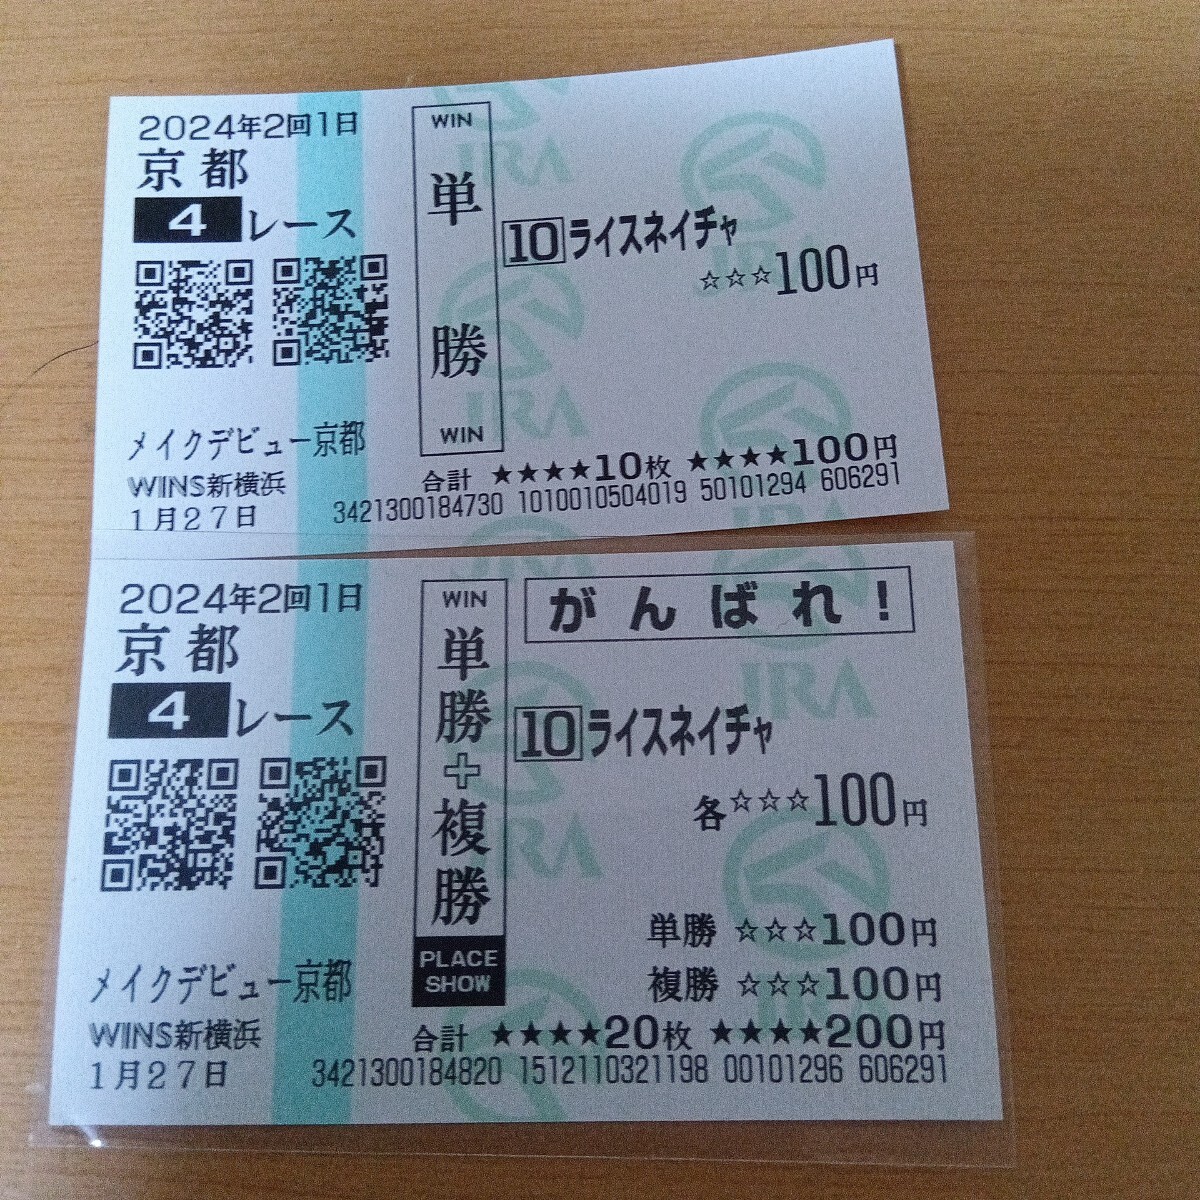 2024年2回1日
京都
4レース
WIN
単勝
WIN
10 ライスネイチャ
☆☆☆100円
メイクデビュー京都
WINS新横浜
1月27日
合計 ★★★★10枚 ★★★★100円
3421300184730 1010010504019 50101294 606291
JRA
JRA
JRA
2024年2回1日
京都
4レース
WIN
単勝+複勝
PLACE
SHOW
がんばれ!
10 ライスネイチャ
各☆☆☆100円
単勝 ☆☆☆100円
複勝 ☆☆☆100円
メイクデビュー京都
WINS新横浜
1月27日
合計 ★★★★20枚 ★★★★200円
3421300184820 1512110321198 00101296 606291
JRA
JRA